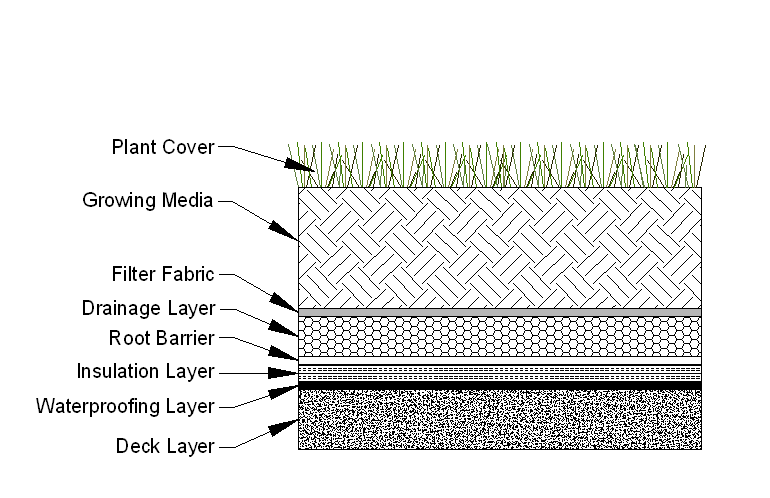 Plant Cover
Growing Media
Filter Fabric
Drainage Layer
Root Barrier
Insulation Layer
Waterproofing Layer
Deck Layer